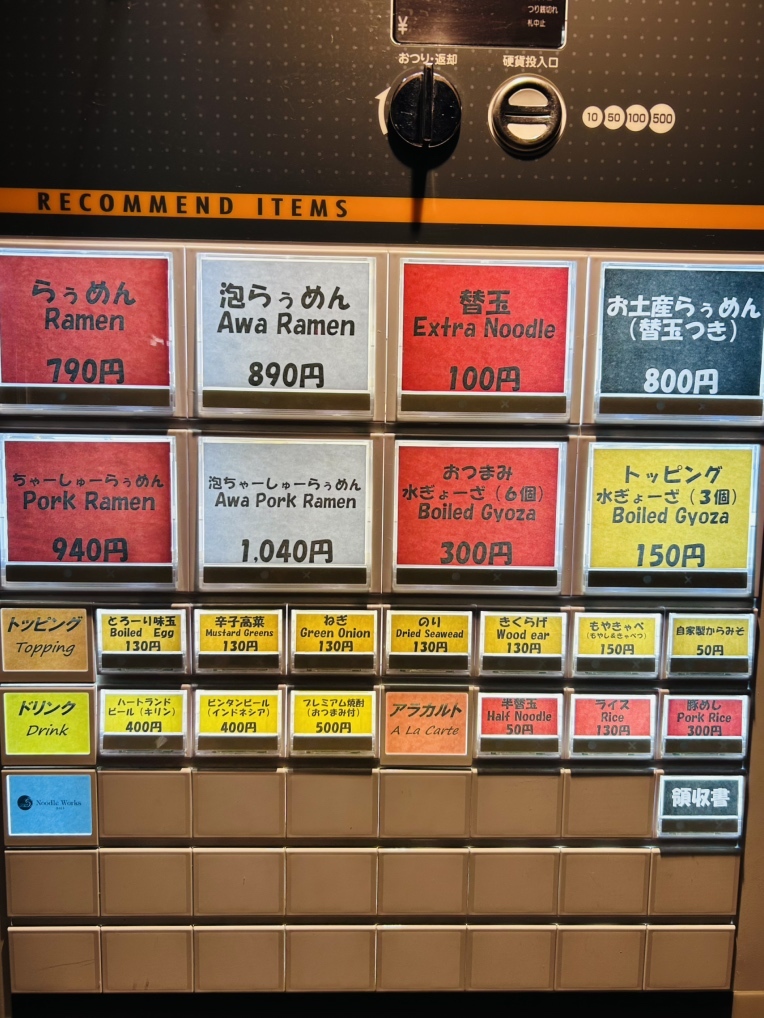 つり銭切れ
¥ 札中止
おつり・返却 硬貨投入口
10 50 100 500
RECOMMEND ITEMS
らぅめん
Ramen
790円
泡らぅめん
Awa Ramen
890円
替玉
Extra Noodle
100円
お土産らぅめん
（替玉つき）
800円
ちゃーしゅーらぅめん
Pork Ramen
940円
泡ちゃーしゅーらぅめん
Awa Pork Ramen
1,040円
おつまみ
水ぎょーざ（6個）
Boiled Gyoza
300円
トッピング
水ぎょーざ（3個）
Boiled Gyoza
150円
トッピング
Topping
とろーり味玉
Boiled Egg
130円
辛子高菜
Mustard Greens
130円
ねぎ
Green Onion
130円
のり
Dried Seawead
130円
きくらげ
Wood ear
130円
もやきゃべ
（もやし&きゃべつ）
150円
自家製からみそ
50円
ドリンク
Drink
ハートランド
ビール（キリン）
400円
ビンタンビール
（インドネシア）
400円
プレミアム焼酎
（おつまみ付）
500円
アラカルト
A La Carte
半替玉
Half Noodle
50円
ライス
Rice
130円
豚めし
Pork Rice
300円
Noodle Works
領収書